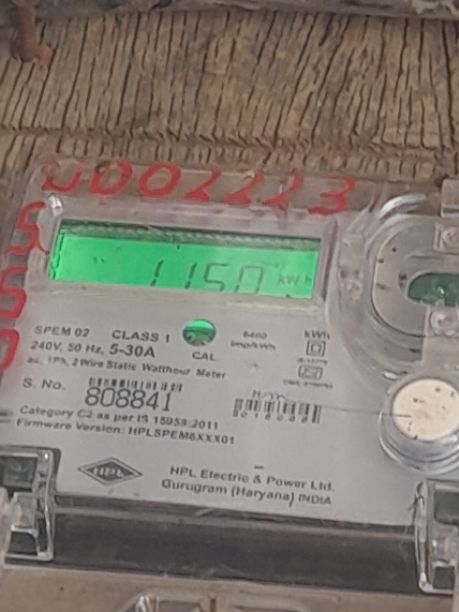 N002223
S
S
0
1150 kWh
SPEM 02 CLASS 1 6400 kWh
240V, 50 Hz, 5-30A CAL imp/kWh
ac, 1Ph, 2 Wire Static Watthour Meter
S. No. 808841
Category C2 as per IS 15959:2011
Firmware Version: HPLSPEM6XXX01
HPL
HPL Electric & Power Ltd.
Gurugram (Haryana) INDIA